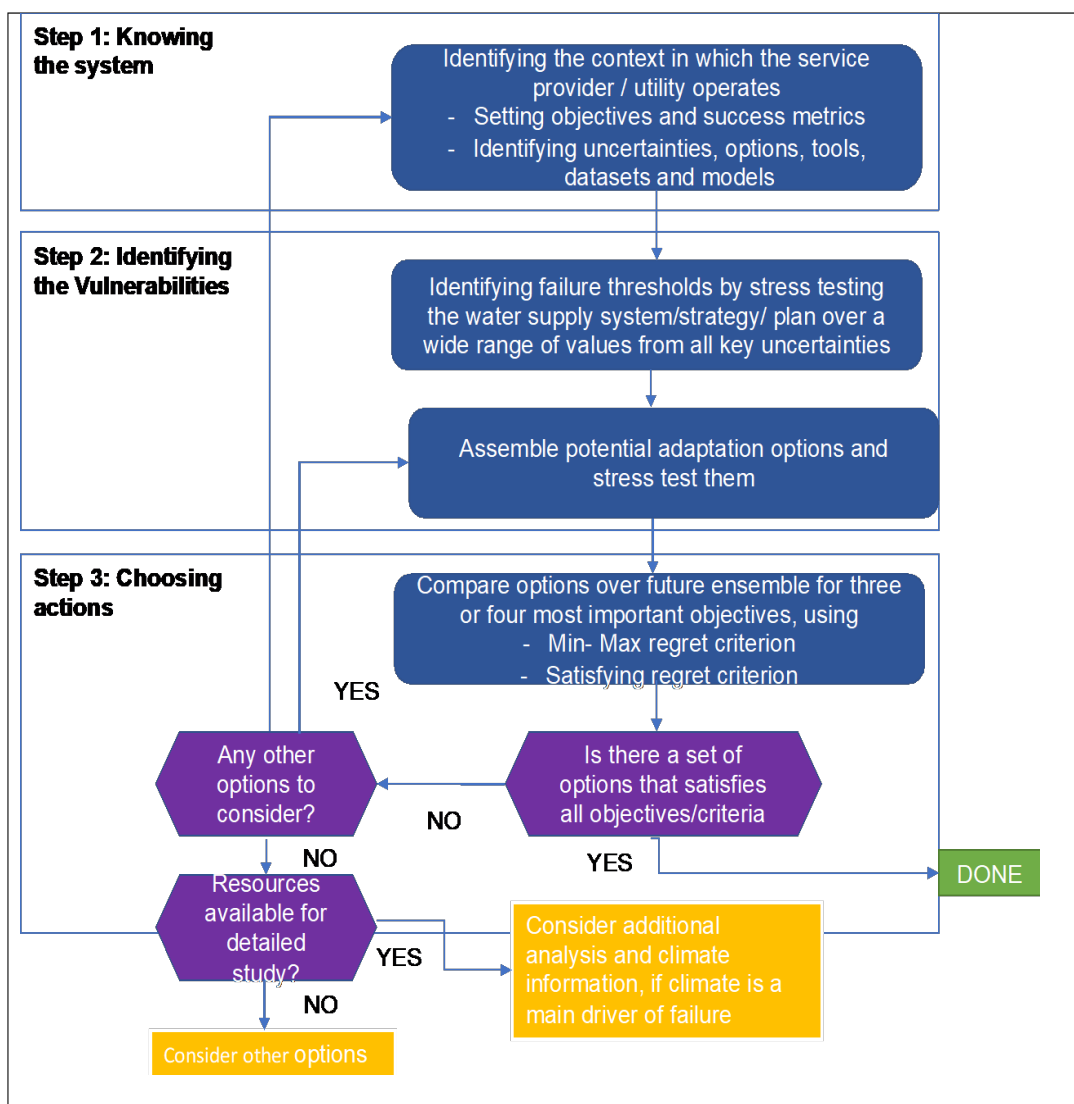 Step 1: Knowing
the system
Identifying the context in which the service
provider / utility operates
- Setting objectives and success metrics
- Identifying uncertainties, options, tools,
datasets and models
Step 2: Identifying
the Vulnerabilities
Identifying failure thresholds by stress testing
the water supply system/strategy/ plan over a
wide range of values from all key uncertainties
Assemble potential adaptation options and
stress test them
Step 3: Choosing
actions
Compare options over future ensemble for three
or four most important objectives, using
- Min- Max regret criterion
- Satisfying regret criterion
YES
Any other
options to
consider?
Is there a set of
options that satisfies
all objectives/criteria
NO
NO
YES
DONE
Resources
available for
detailed
study?
YES
Consider additional
analysis and climate
information, if climate is a
main driver of failure
NO
Consider other options